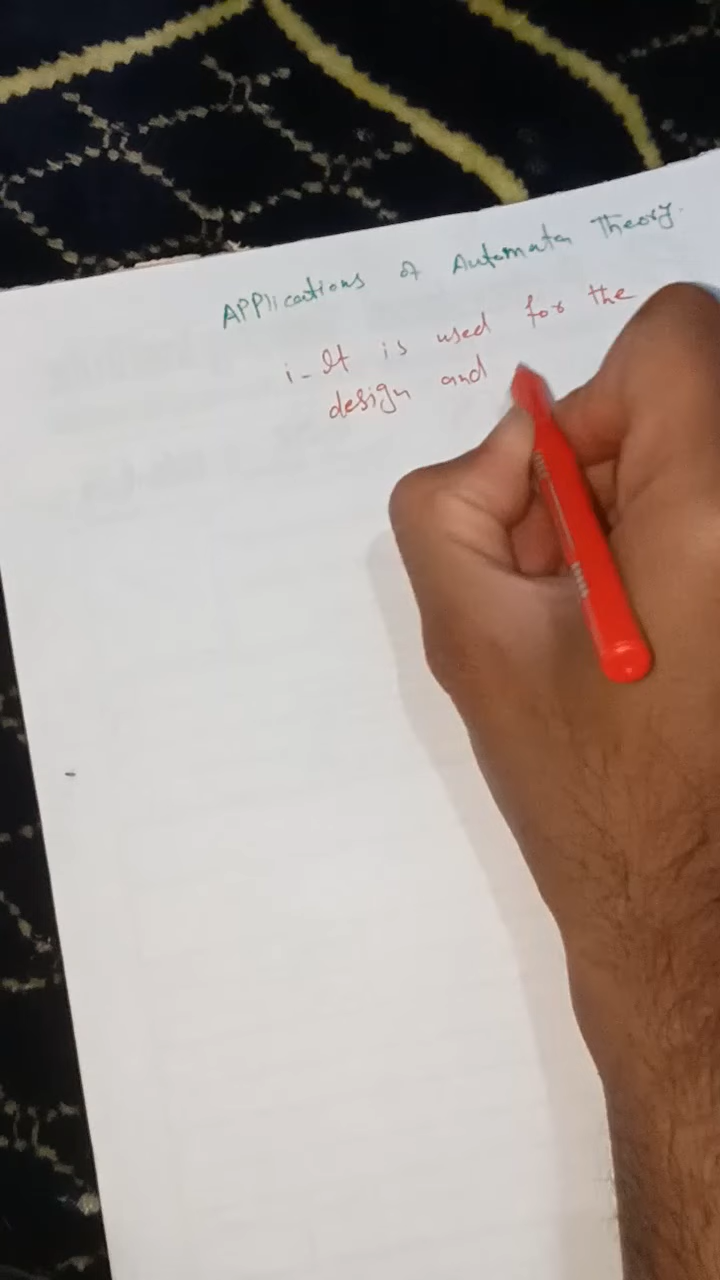 Applications of Automata Theory.
i- It is used for the
design and